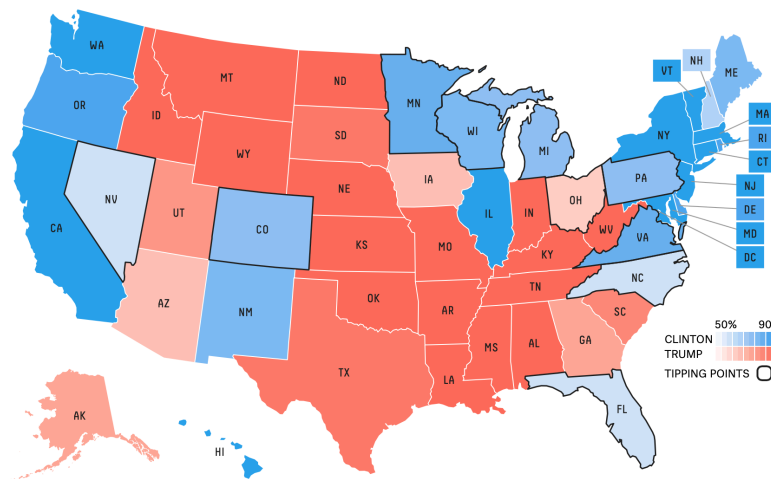 WA
MT
ND
MN
VT
NH
ME
OR
ID
SD
WI
MI
NY
MA
RI
CT
WY
IA
PA
NJ
NV
UT
CO
NE
IL
IN
OH
DE
MD
DC
CA
KS
MO
WV
VA
KY
AZ
NM
OK
AR
TN
NC
SC
TX
LA
MS
AL
GA
FL
AK
HI
50% 90
CLINTON
TRUMP
TIPPING POINTS